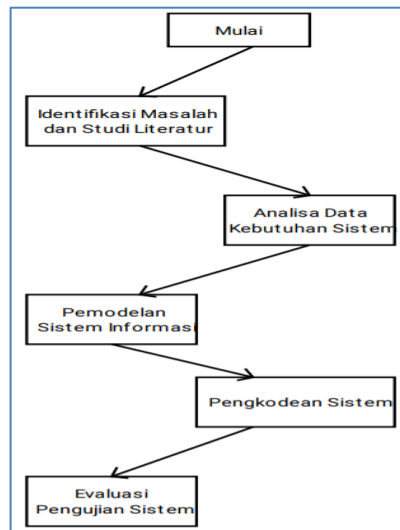 Mulai
Identifikasi Masalah
dan Studi Literatur
Analisa Data
Kebutuhan Sistem
Pemodelan
Sistem Informasi
Pengkodean Sistem
Evaluasi
Pengujian Sistem